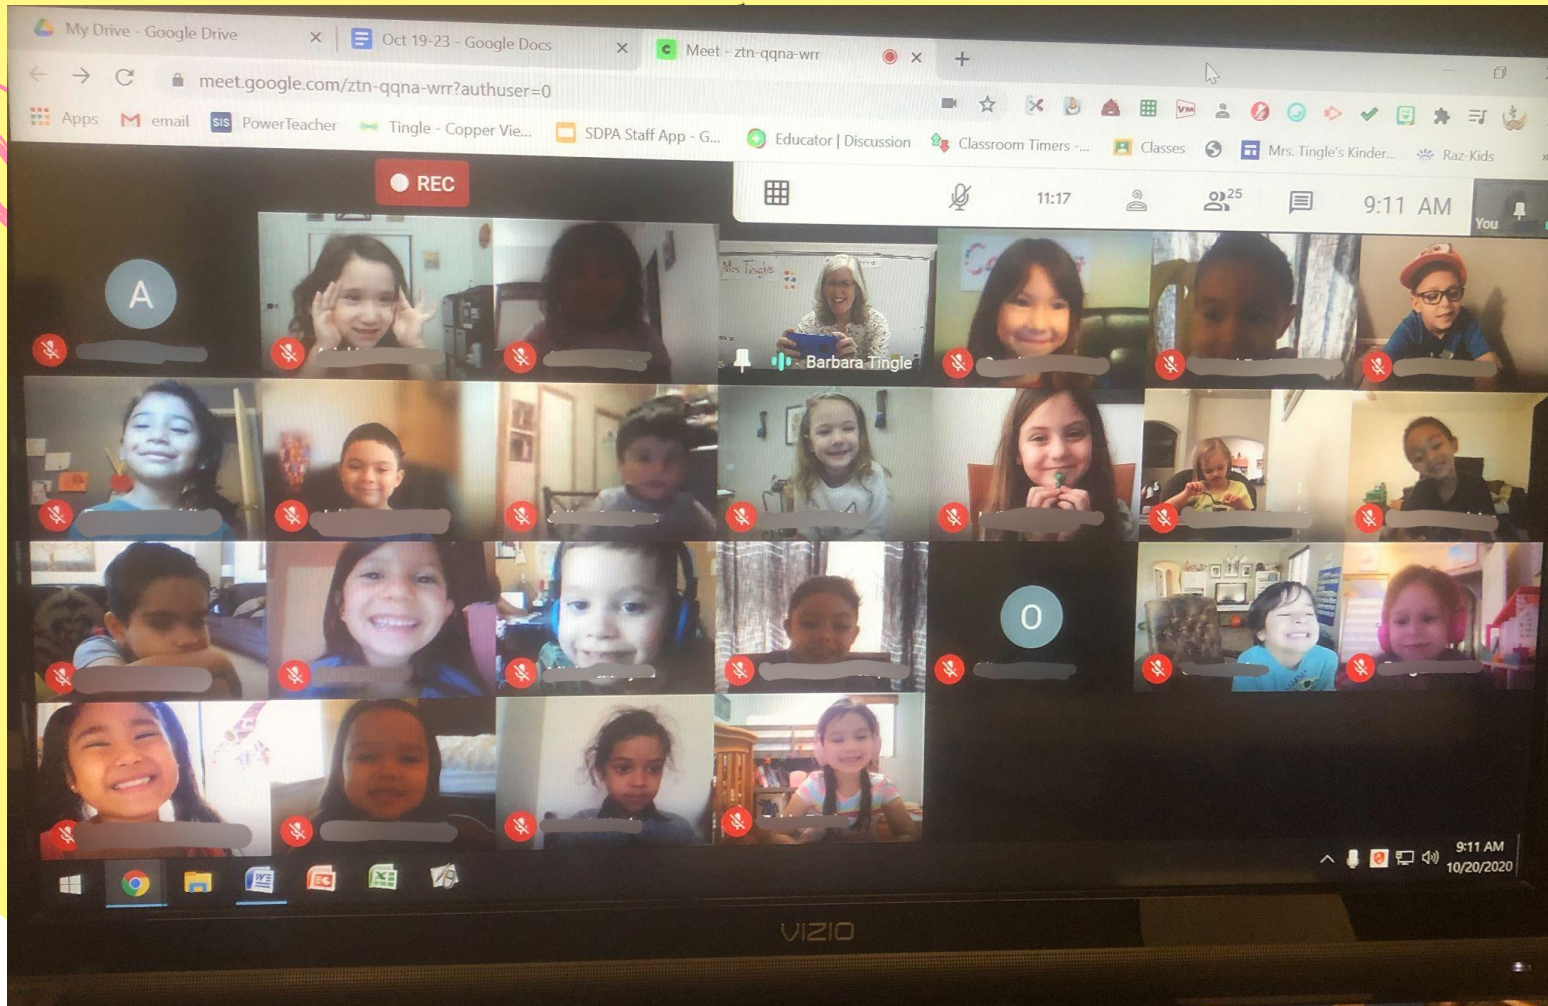 My Drive - Google Drive
Oct 19-23 - Google Docs
Meet - ztn-qqna-wrr
meet.google.com/ztn-qqna-wrr?authuser=0
Apps
email
SIS
PowerTeacher
Tingle - Copper Vie...
SDPA Staff App - G...
Educator | Discussion
Classroom Timers -...
Classes
Mrs. Tingle's Kinder...
Raz-Kids
REC
11:17
25
9:11 AM
You
A
Mrs Tingle
Barbara Tingle
O
9:11 AM
10/20/2020
VIZIO